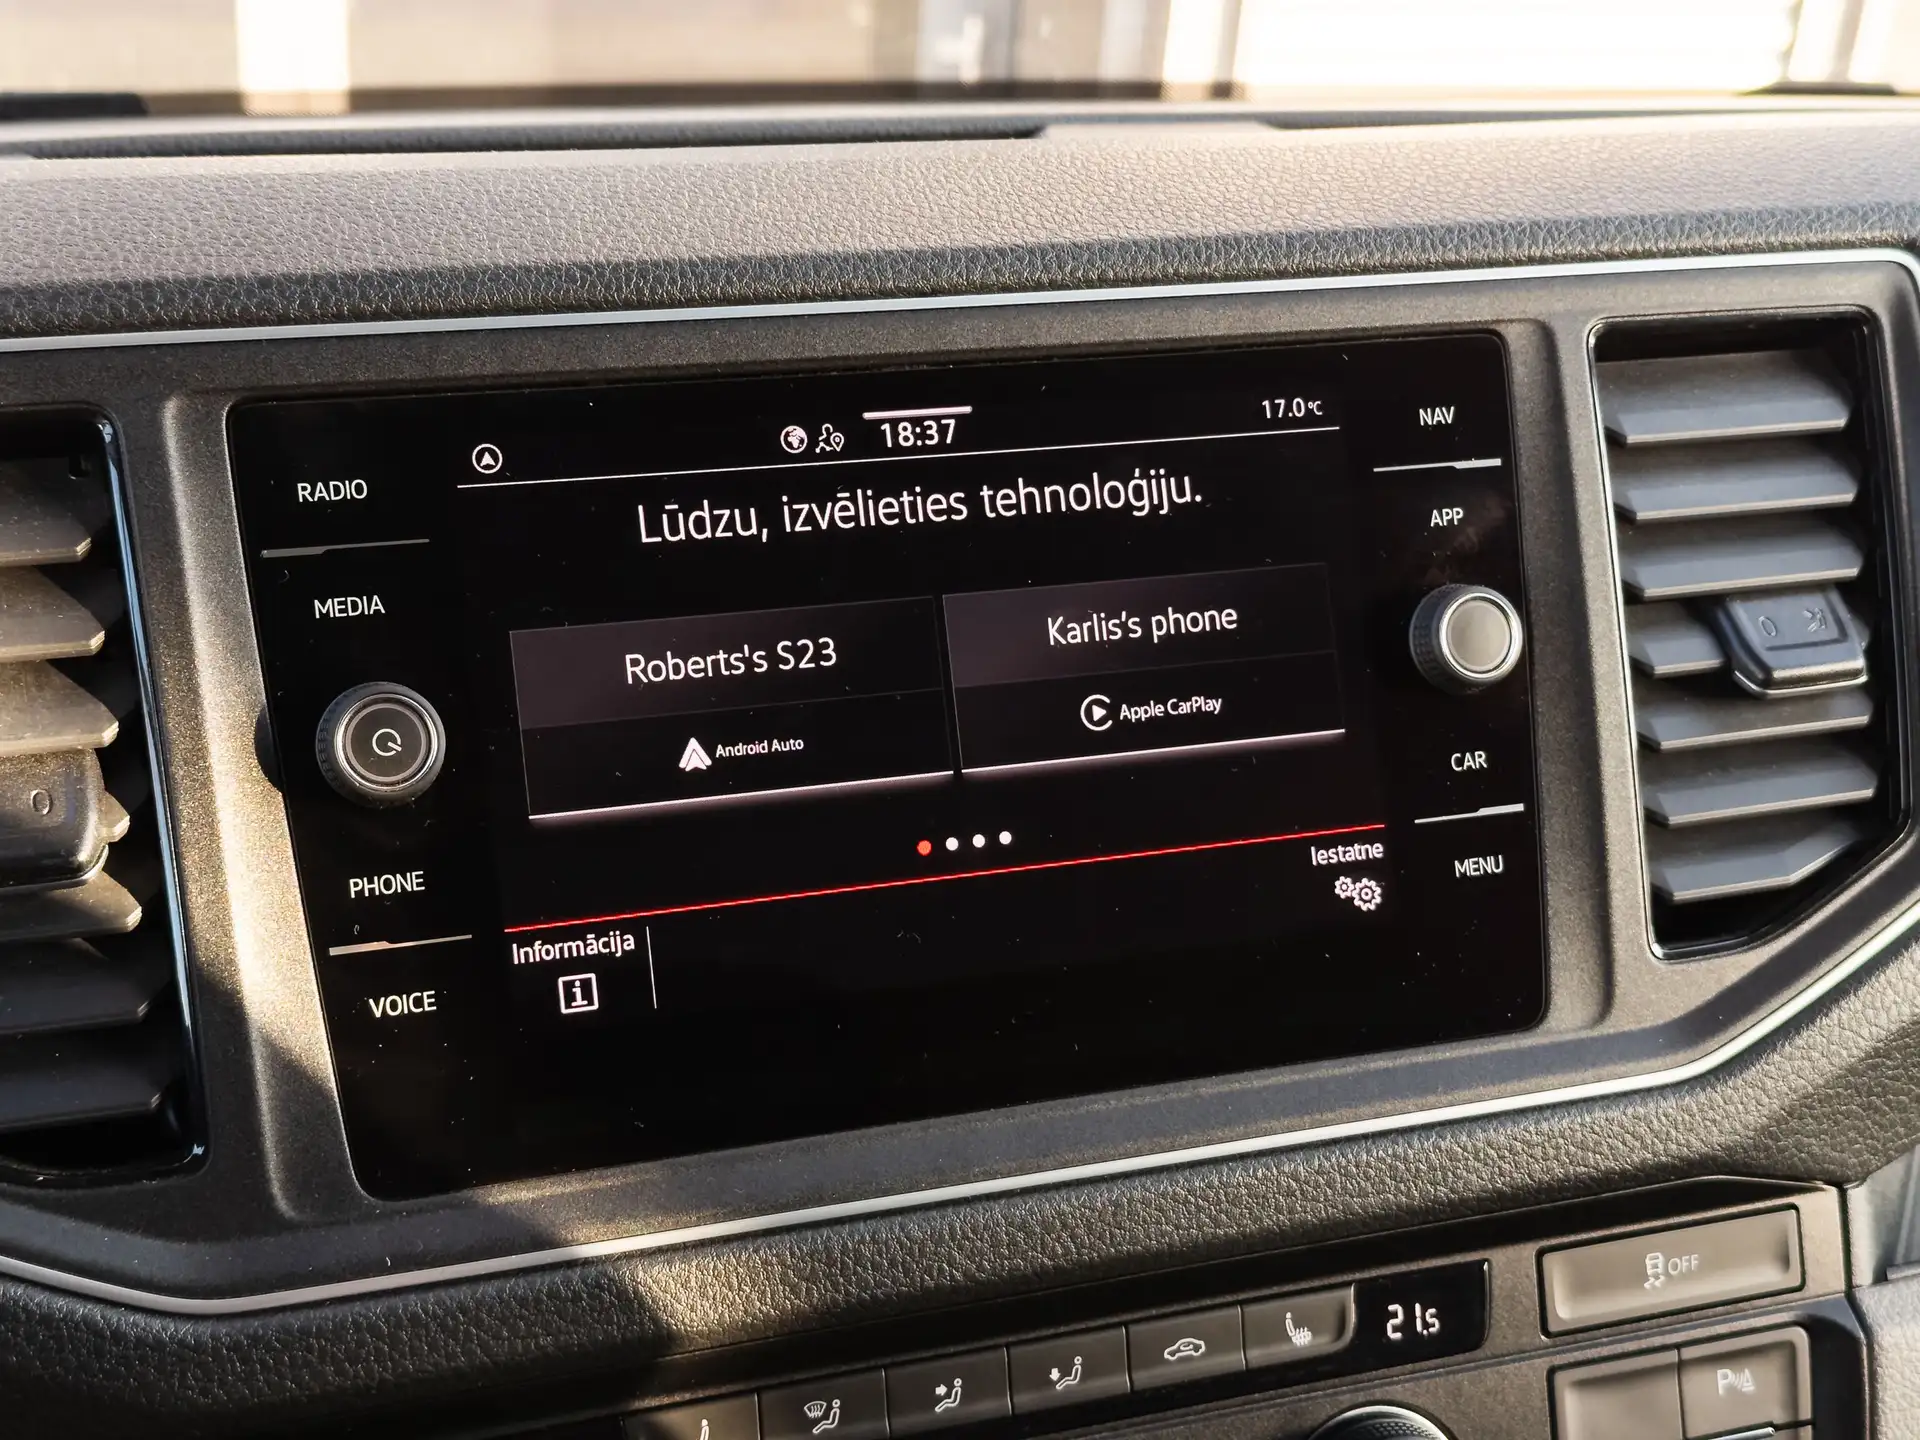 18:37
17.0°C
NAV
RADIO
Lūdzu, izvēlieties tehnoloģiju.
APP
MEDIA
Roberts's S23
Karlis‘s phone
Android Auto
Apple CarPlay
CAR
PHONE
Iestatne
MENU
Informācija
i
VOICE
O
O
OFF
21.5
P